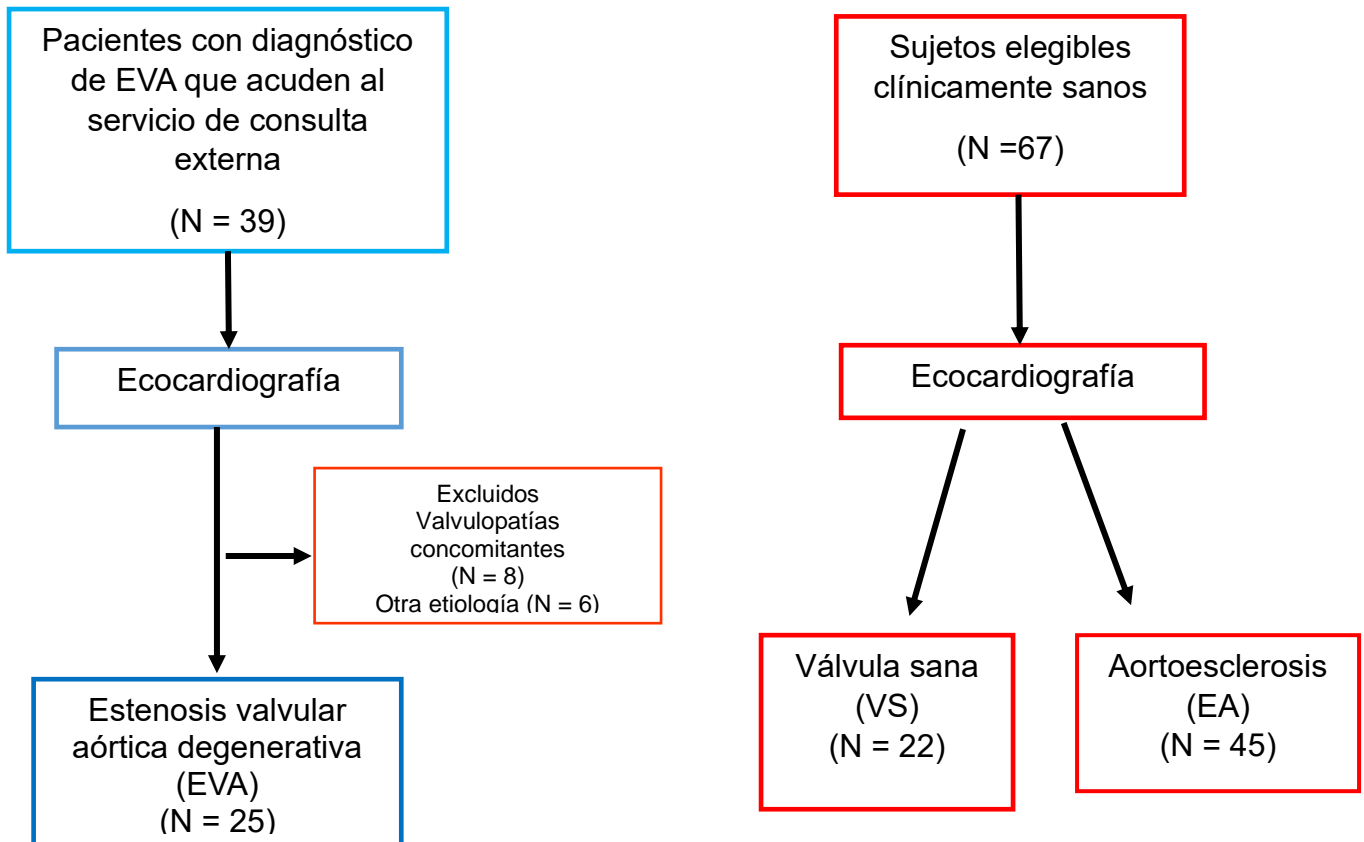 Pacientes con diagnóstico
de EVA que acuden al
servicio de consulta
externa
(N = 39)
Ecocardiografía
Excluidos
Valvulopatías
concomitantes
(N = 8)
Otra etiología (N = 6)
Estenosis valvular
aórtica degenerativa
(EVA)
(N = 25)
Sujetos elegibles
clínicamente sanos
(N =67)
Ecocardiografía
Válvula sana
(VS)
(N = 22)
Aortoesclerosis
(EA)
(N = 45)